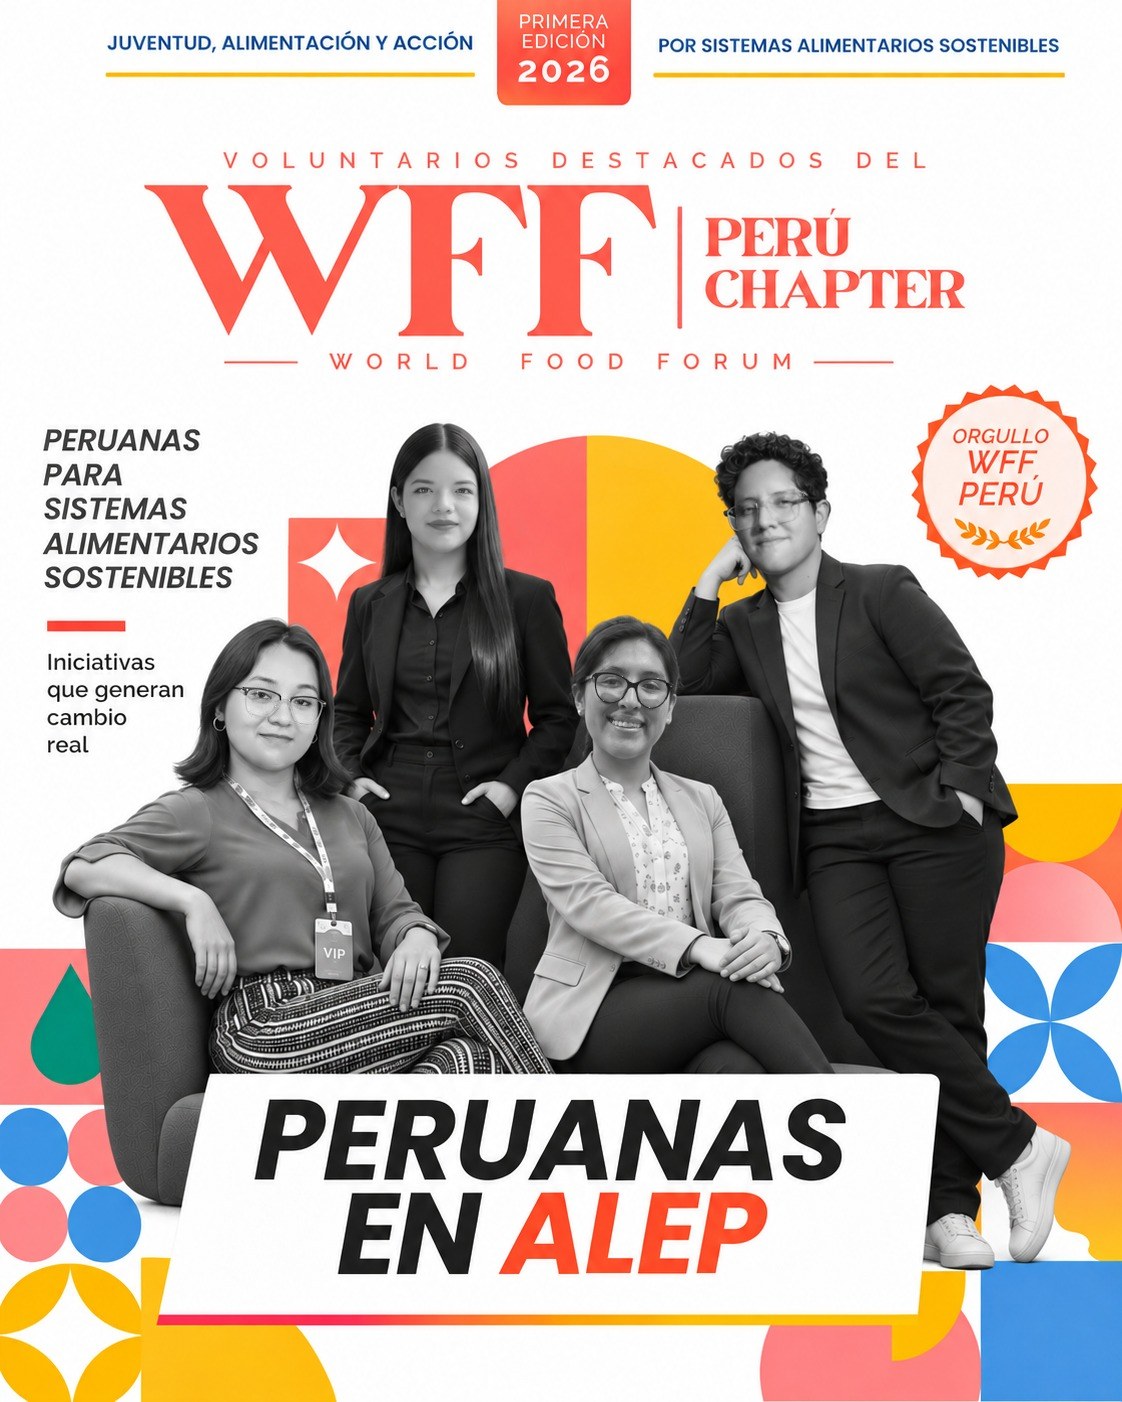 JUVENTUD, ALIMENTACIÓN Y ACCIÓN
PRIMERA
EDICIÓN
2026
POR SISTEMAS ALIMENTARIOS SOSTENIBLES
VOLUNTARIOS DESTACADOS DEL
WFF
PERÚ
CHAPTER
WORLD FOOD FORUM
PERUANAS
PARA
SISTEMAS
ALIMENTARIOS
SOSTENIBLES
Iniciativas
que generan
cambio
real
ORGULLO
WFF
PERÚ
VIP
PERUANAS
EN ALEP